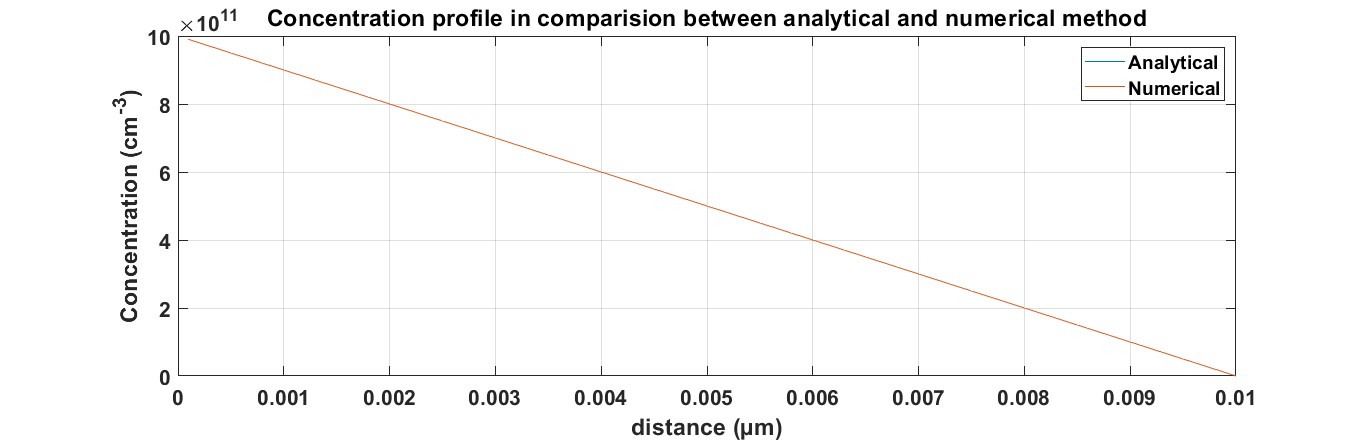 Concentration profile in comparision between analytical and numerical method
×10¹¹
10
8
6
4
2
0
Concentration (cm⁻³)
Analytical
Numerical
0 0.001 0.002 0.003 0.004 0.005 0.006 0.007 0.008 0.009 0.01
distance (µm)